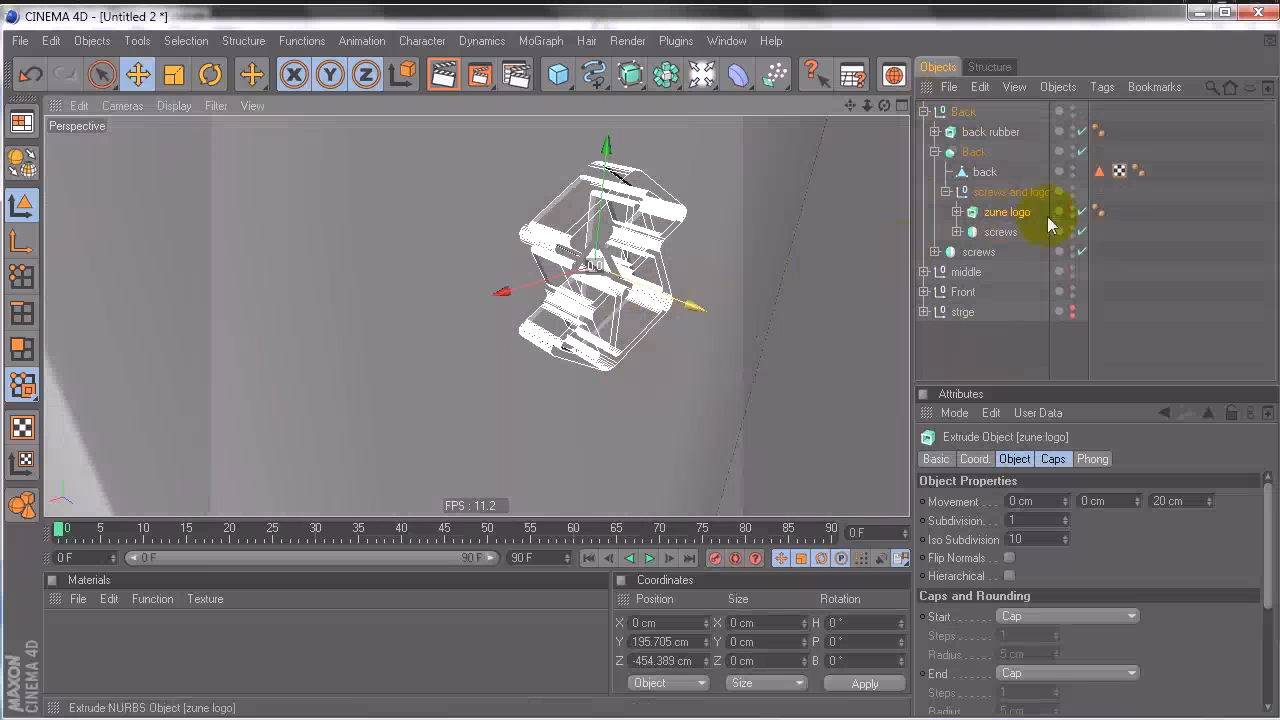 CINEMA 4D - [Untitled 2 *]
File Edit Objects Tools Selection Structure Functions Animation Character Dynamics MoGraph Hair Render Plugins Window Help
X Y Z
Objects Structure
Edit Cameras Display Filter View
File Edit View Objects Tags Bookmarks
Perspective
Back
back rubber
Back
back
screws and logo
zune logo
screws
screws
middle
Front
strge
0.0
FPS : 11.2
Attributes
Mode Edit User Data
Extrude Object [zune logo]
Basic Coord. Object Caps Phong
Object Properties
Movement 0 cm 0 cm 20 cm
Subdivision 1
Iso Subdivision 10
Flip Normals
Hierarchical
Caps and Rounding
Start Cap
Steps 1
Radius 5 cm
End Cap
Steps 1
Radius 5 cm
0 5 10 15 20 25 30 35 40 45 50 55 60 65 70 75 80 85 90 0 F
0 F 0 F 90 F 90 F
Materials
File Edit Function Texture
Coordinates
Position Size Rotation
X 0 cm X 0 cm H 0 °
Y 195.705 cm Y 0 cm P 0 °
Z -454.389 cm Z 0 cm B 0 °
Object Size Apply
MAXON
CINEMA 4D
Extrude NURBS Object [zune logo]